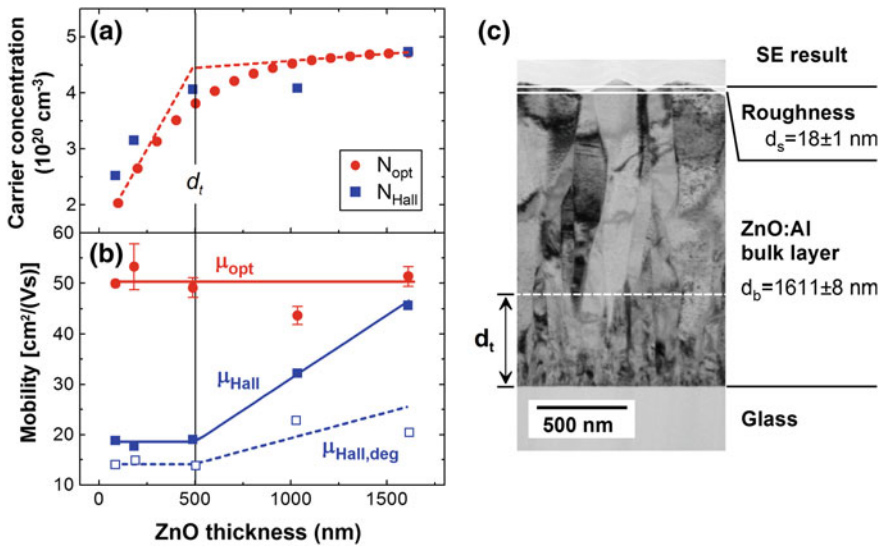 (a)
Carrier concentration
(10²⁰ cm⁻³)
5
4
3
2
d_t
N_opt
N_Hall
(b)
Mobility [cm²/(Vs)]
60
50
40
30
20
10
μ_opt
μ_Hall
μ_Hall,deg
0
500
1000
1500
ZnO thickness (nm)
(c)
d_t
500 nm
SE result
Roughness
d_s=18±1 nm
ZnO:Al
bulk layer
d_b=1611±8 nm
Glass